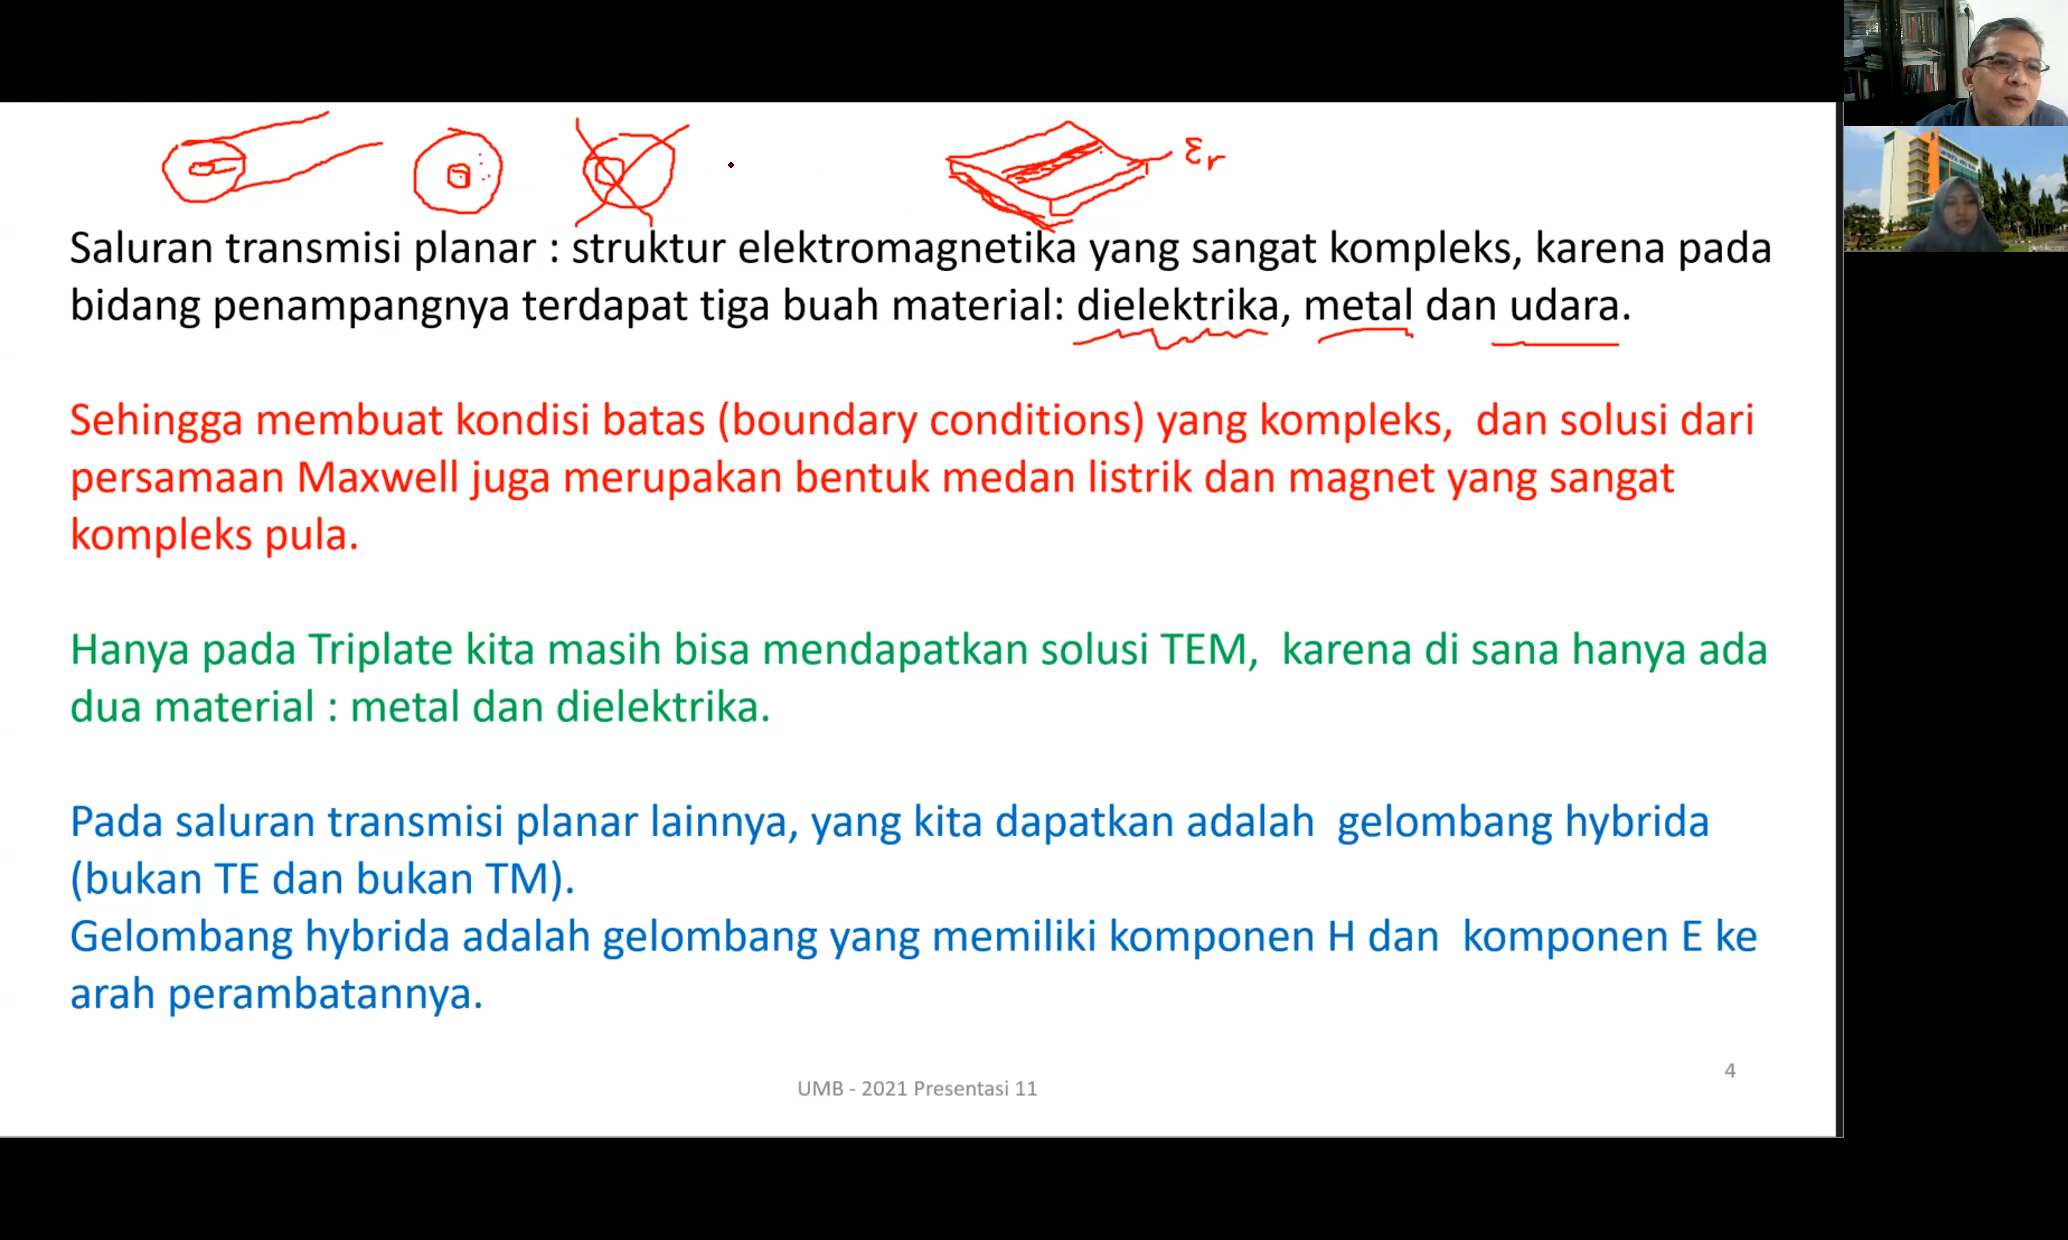 εr
Saluran transmisi planar : struktur elektromagnetika yang sangat kompleks, karena pada
bidang penampangnya terdapat tiga buah material: dielektrika, metal dan udara.
Sehingga membuat kondisi batas (boundary conditions) yang kompleks,  dan solusi dari
persamaan Maxwell juga merupakan bentuk medan listrik dan magnet yang sangat
kompleks pula.
Hanya pada Triplate kita masih bisa mendapatkan solusi TEM,  karena di sana hanya ada
dua material : metal dan dielektrika.
Pada saluran transmisi planar lainnya, yang kita dapatkan adalah  gelombang hybrida
(bukan TE dan bukan TM).
Gelombang hybrida adalah gelombang yang memiliki komponen H dan  komponen E ke
arah perambatannya.
4
UMB - 2021 Presentasi 11